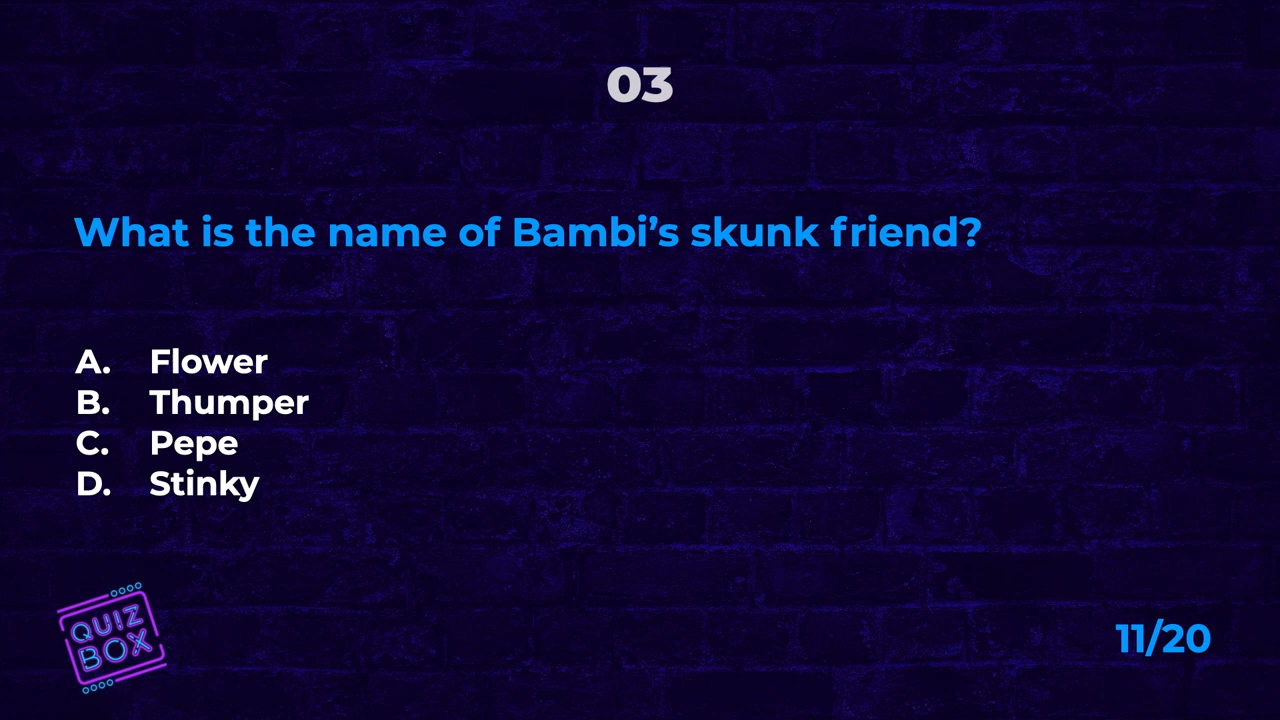 03
What is the name of Bambi’s skunk friend?
A. Flower
B. Thumper
C. Pepe
D. Stinky
QUIZ
BOX
11/20